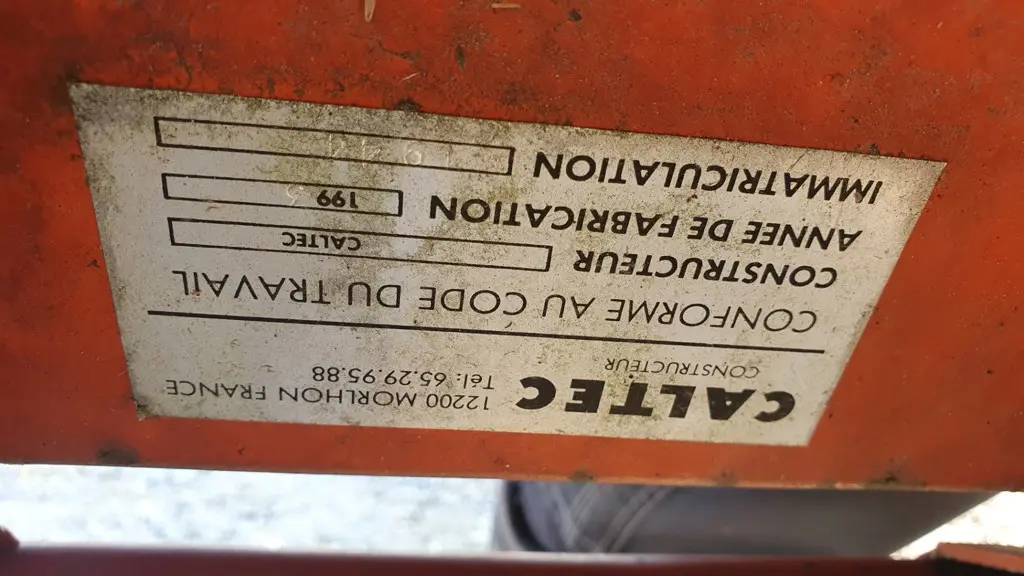 CALTEC 12200 MORLHON FRANCE
CONSTRUCTEUR Tél: 65.29.95.88
CONFORME AU CODE DU TRAVAIL
CONSTRUCTEUR CALTEC
ANNEE DE FABRICATION 199
IMMATRICULATION